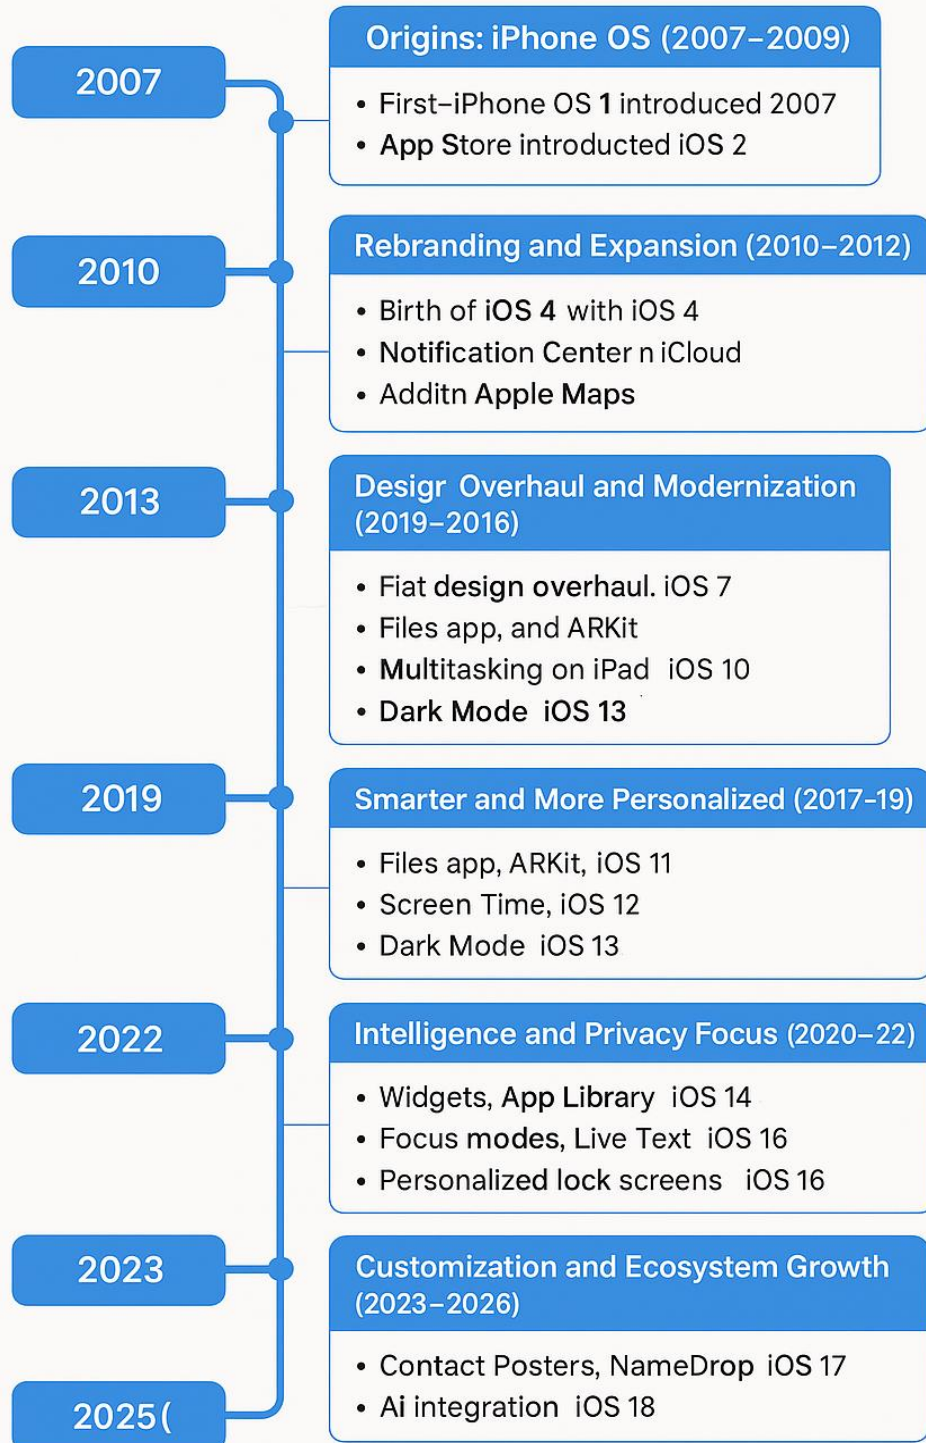 2007
Origins: iPhone OS (2007–2009)
• First–iPhone OS 1 introduced 2007
• App Store introducted iOS 2
2010
Rebranding and Expansion (2010–2012)
• Birth of iOS 4 with iOS 4
• Notification Center n iCloud
• Additn Apple Maps
2013
Desigr Overhaul and Modernization
(2019–2016)
• Fiat design overhaul. iOS 7
• Files app, and ARKit
• Multitasking on iPad iOS 10
• Dark Mode iOS 13
2019
Smarter and More Personalized (2017-19)
• Files app, ARKit, iOS 11
• Screen Time, iOS 12
• Dark Mode iOS 13
2022
Intelligence and Privacy Focus (2020–22)
• Widgets, App Library iOS 14
• Focus modes, Live Text iOS 16
• Personalized lock screens iOS 16
2023
Customization and Ecosystem Growth
(2023–2026)
• Contact Posters, NameDrop iOS 17
• Ai integration iOS 18
2025(